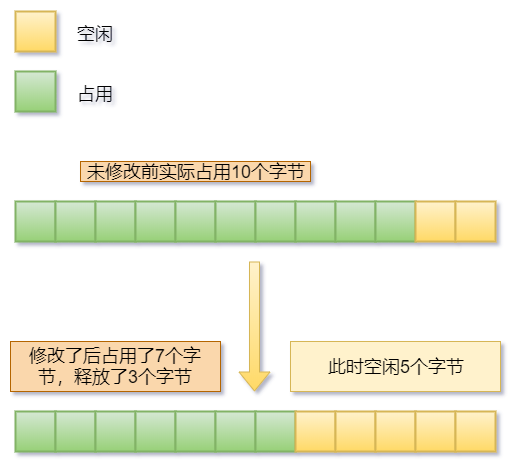 空闲
占用
未修改前实际占用10个字节
修改了后占用了7个字
节，释放了3个字节
此时空闲5个字节